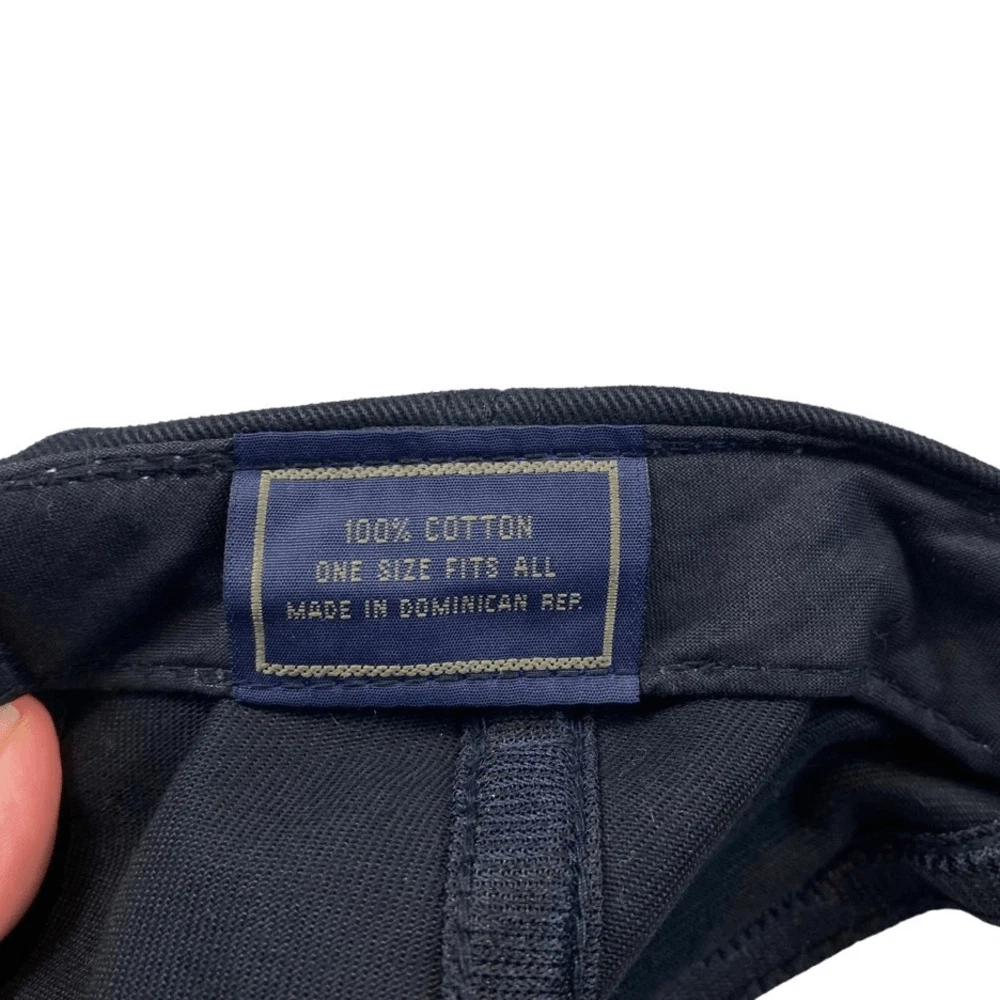 100% COTTON
ONE SIZE FITS ALL
MADE IN DOMINICAN REP.